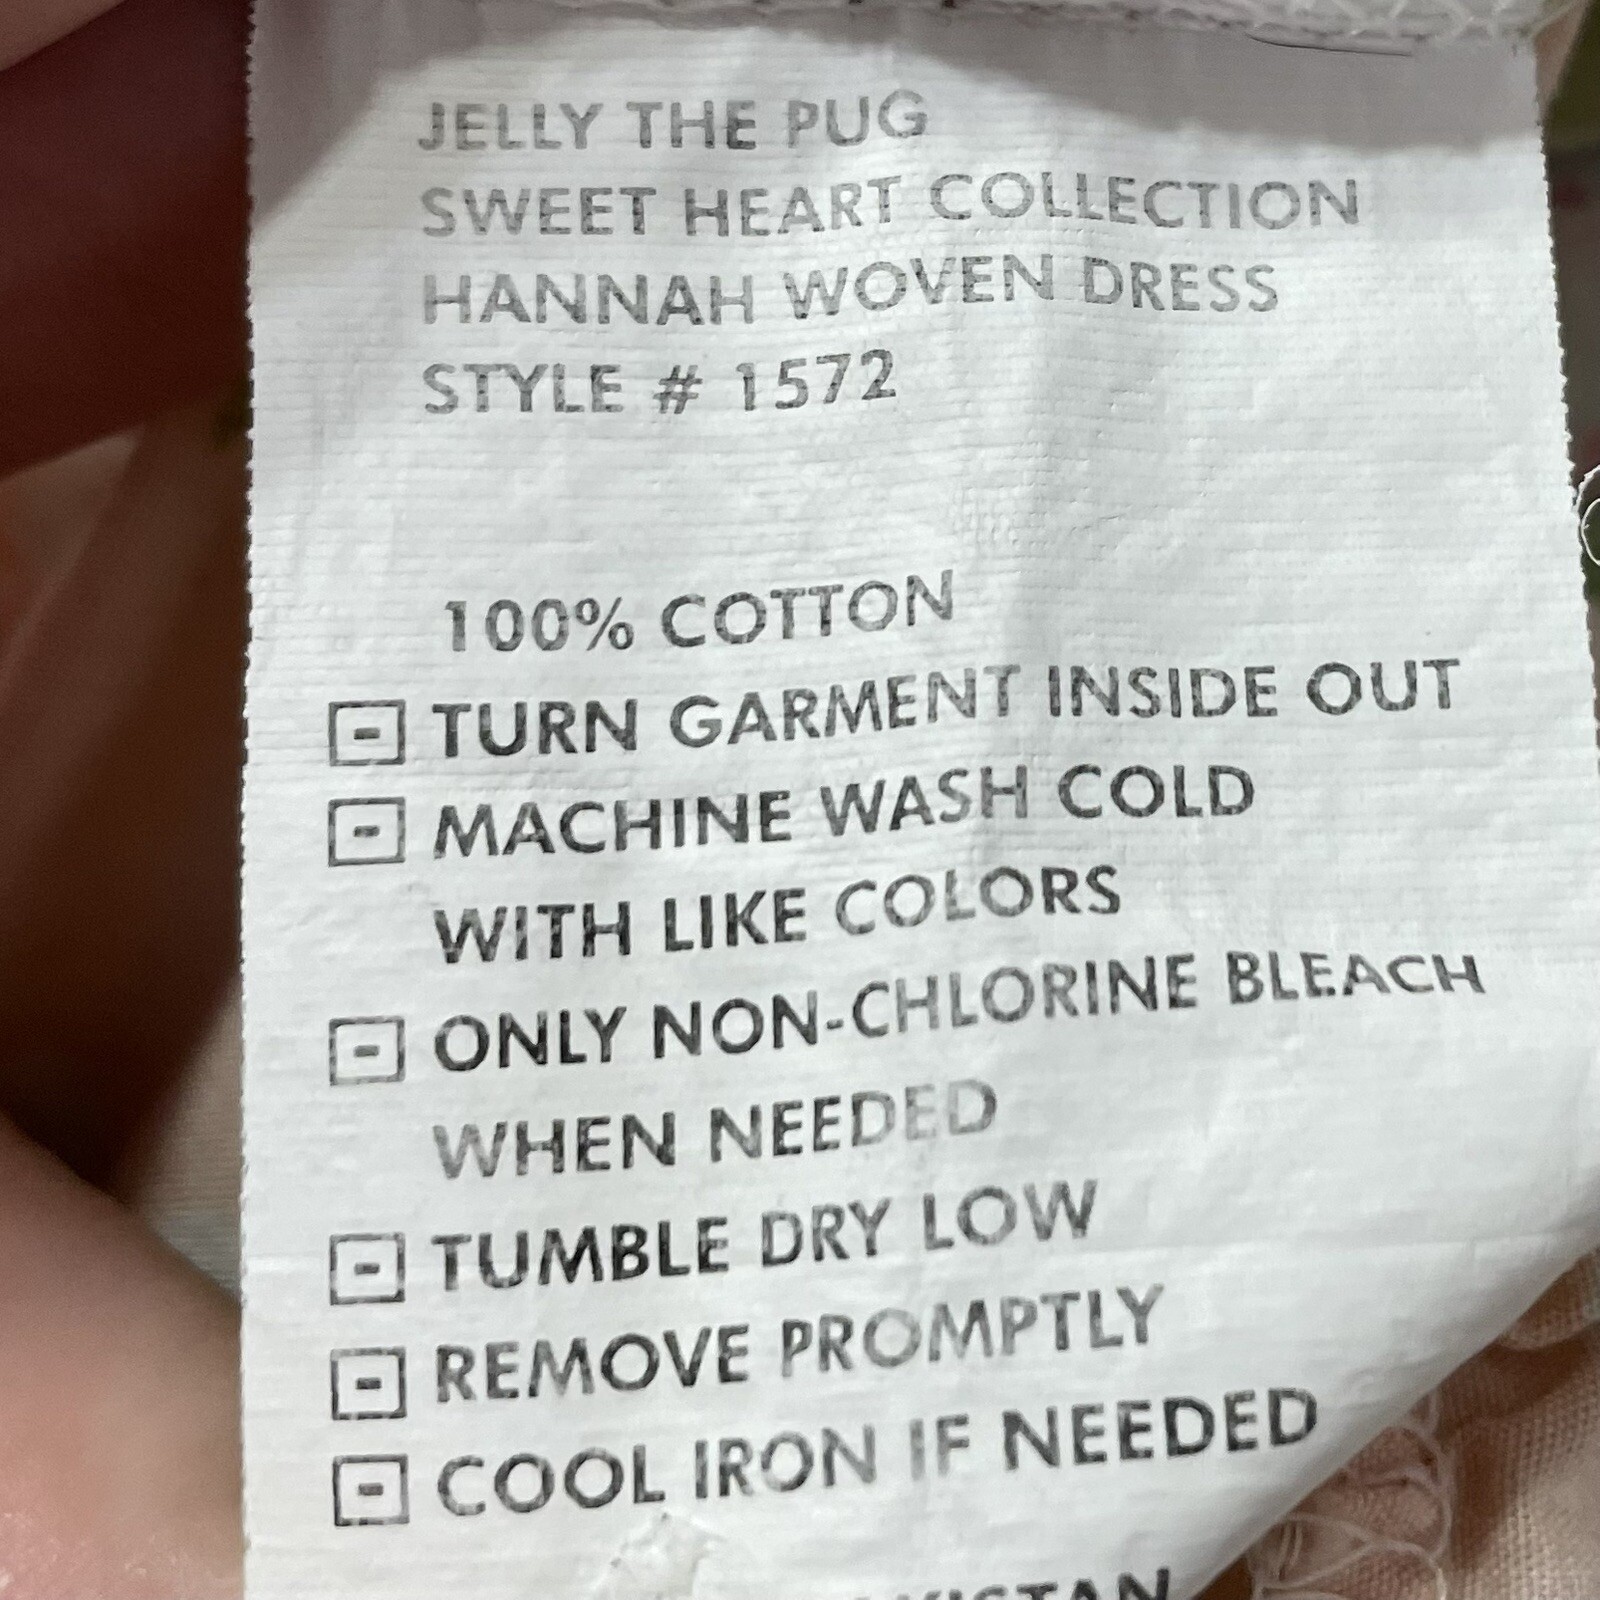 JELLY THE PUG
SWEET HEART COLLECTION
HANNAH WOVEN DRESS
STYLE # 1572
100% COTTON
TURN GARMENT INSIDE OUT
MACHINE WASH COLD
WITH LIKE COLORS
ONLY NON-CHLORINE BLEACH
WHEN NEEDED
TUMBLE DRY LOW
REMOVE PROMPTLY
COOL IRON IF NEEDED